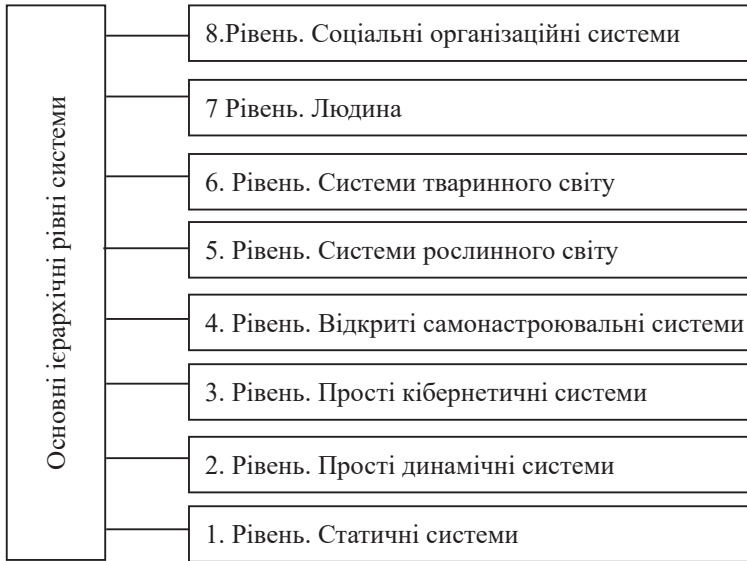 Основні ієрархічні рівні системи
8.Рівень. Соціальні організаційні системи
7 Рівень. Людина
6. Рівень. Системи тваринного світу
5. Рівень. Системи рослинного світу
4. Рівень. Відкриті самонастроювальні системи
3. Рівень. Прості кібернетичні системи
2. Рівень. Прості динамічні системи
1. Рівень. Статичні системи